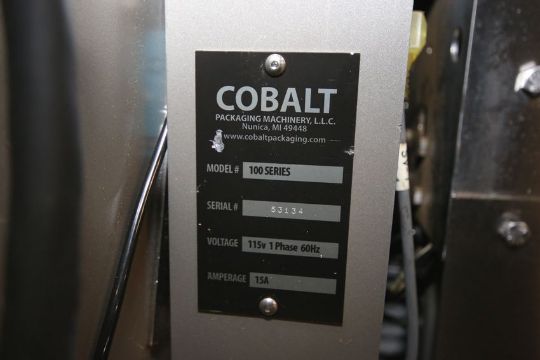 COBALT
PACKAGING MACHINERY, L.L.C.
Nunica, MI 49448
www.cobaltpackaging.com
MODEL # 100 SERIES
SERIAL # 53134
VOLTAGE 115v 1 Phase 60Hz
AMPERAGE 15A